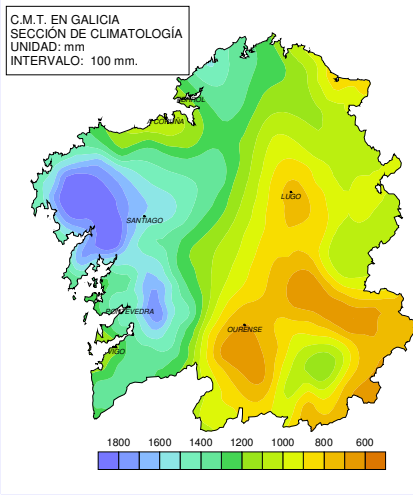 C.M.T. EN GALICIA
SECCIÓN DE CLIMATOLOGÍA
UNIDAD: mm
INTERVALO: 100 mm.
FERROL
A CORUNA
LUGO
SANTIAGO
PONTEVEDRA
OURENSE
VIGO
1800 1600 1400 1200 1000 800 600